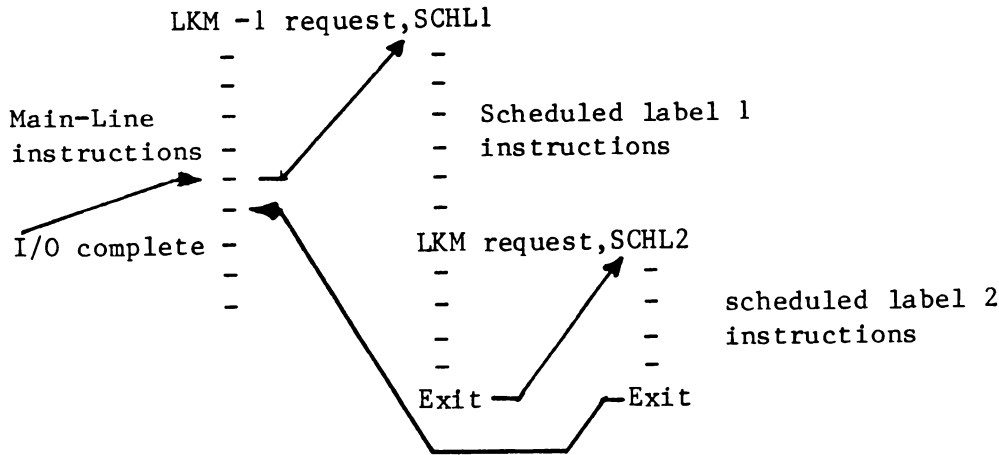 LKM -1 request,SCHL1
Main-Line
instructions
Scheduled label 1
instructions
I/O complete
LKM request,SCHL2
scheduled label 2
instructions
Exit
Exit